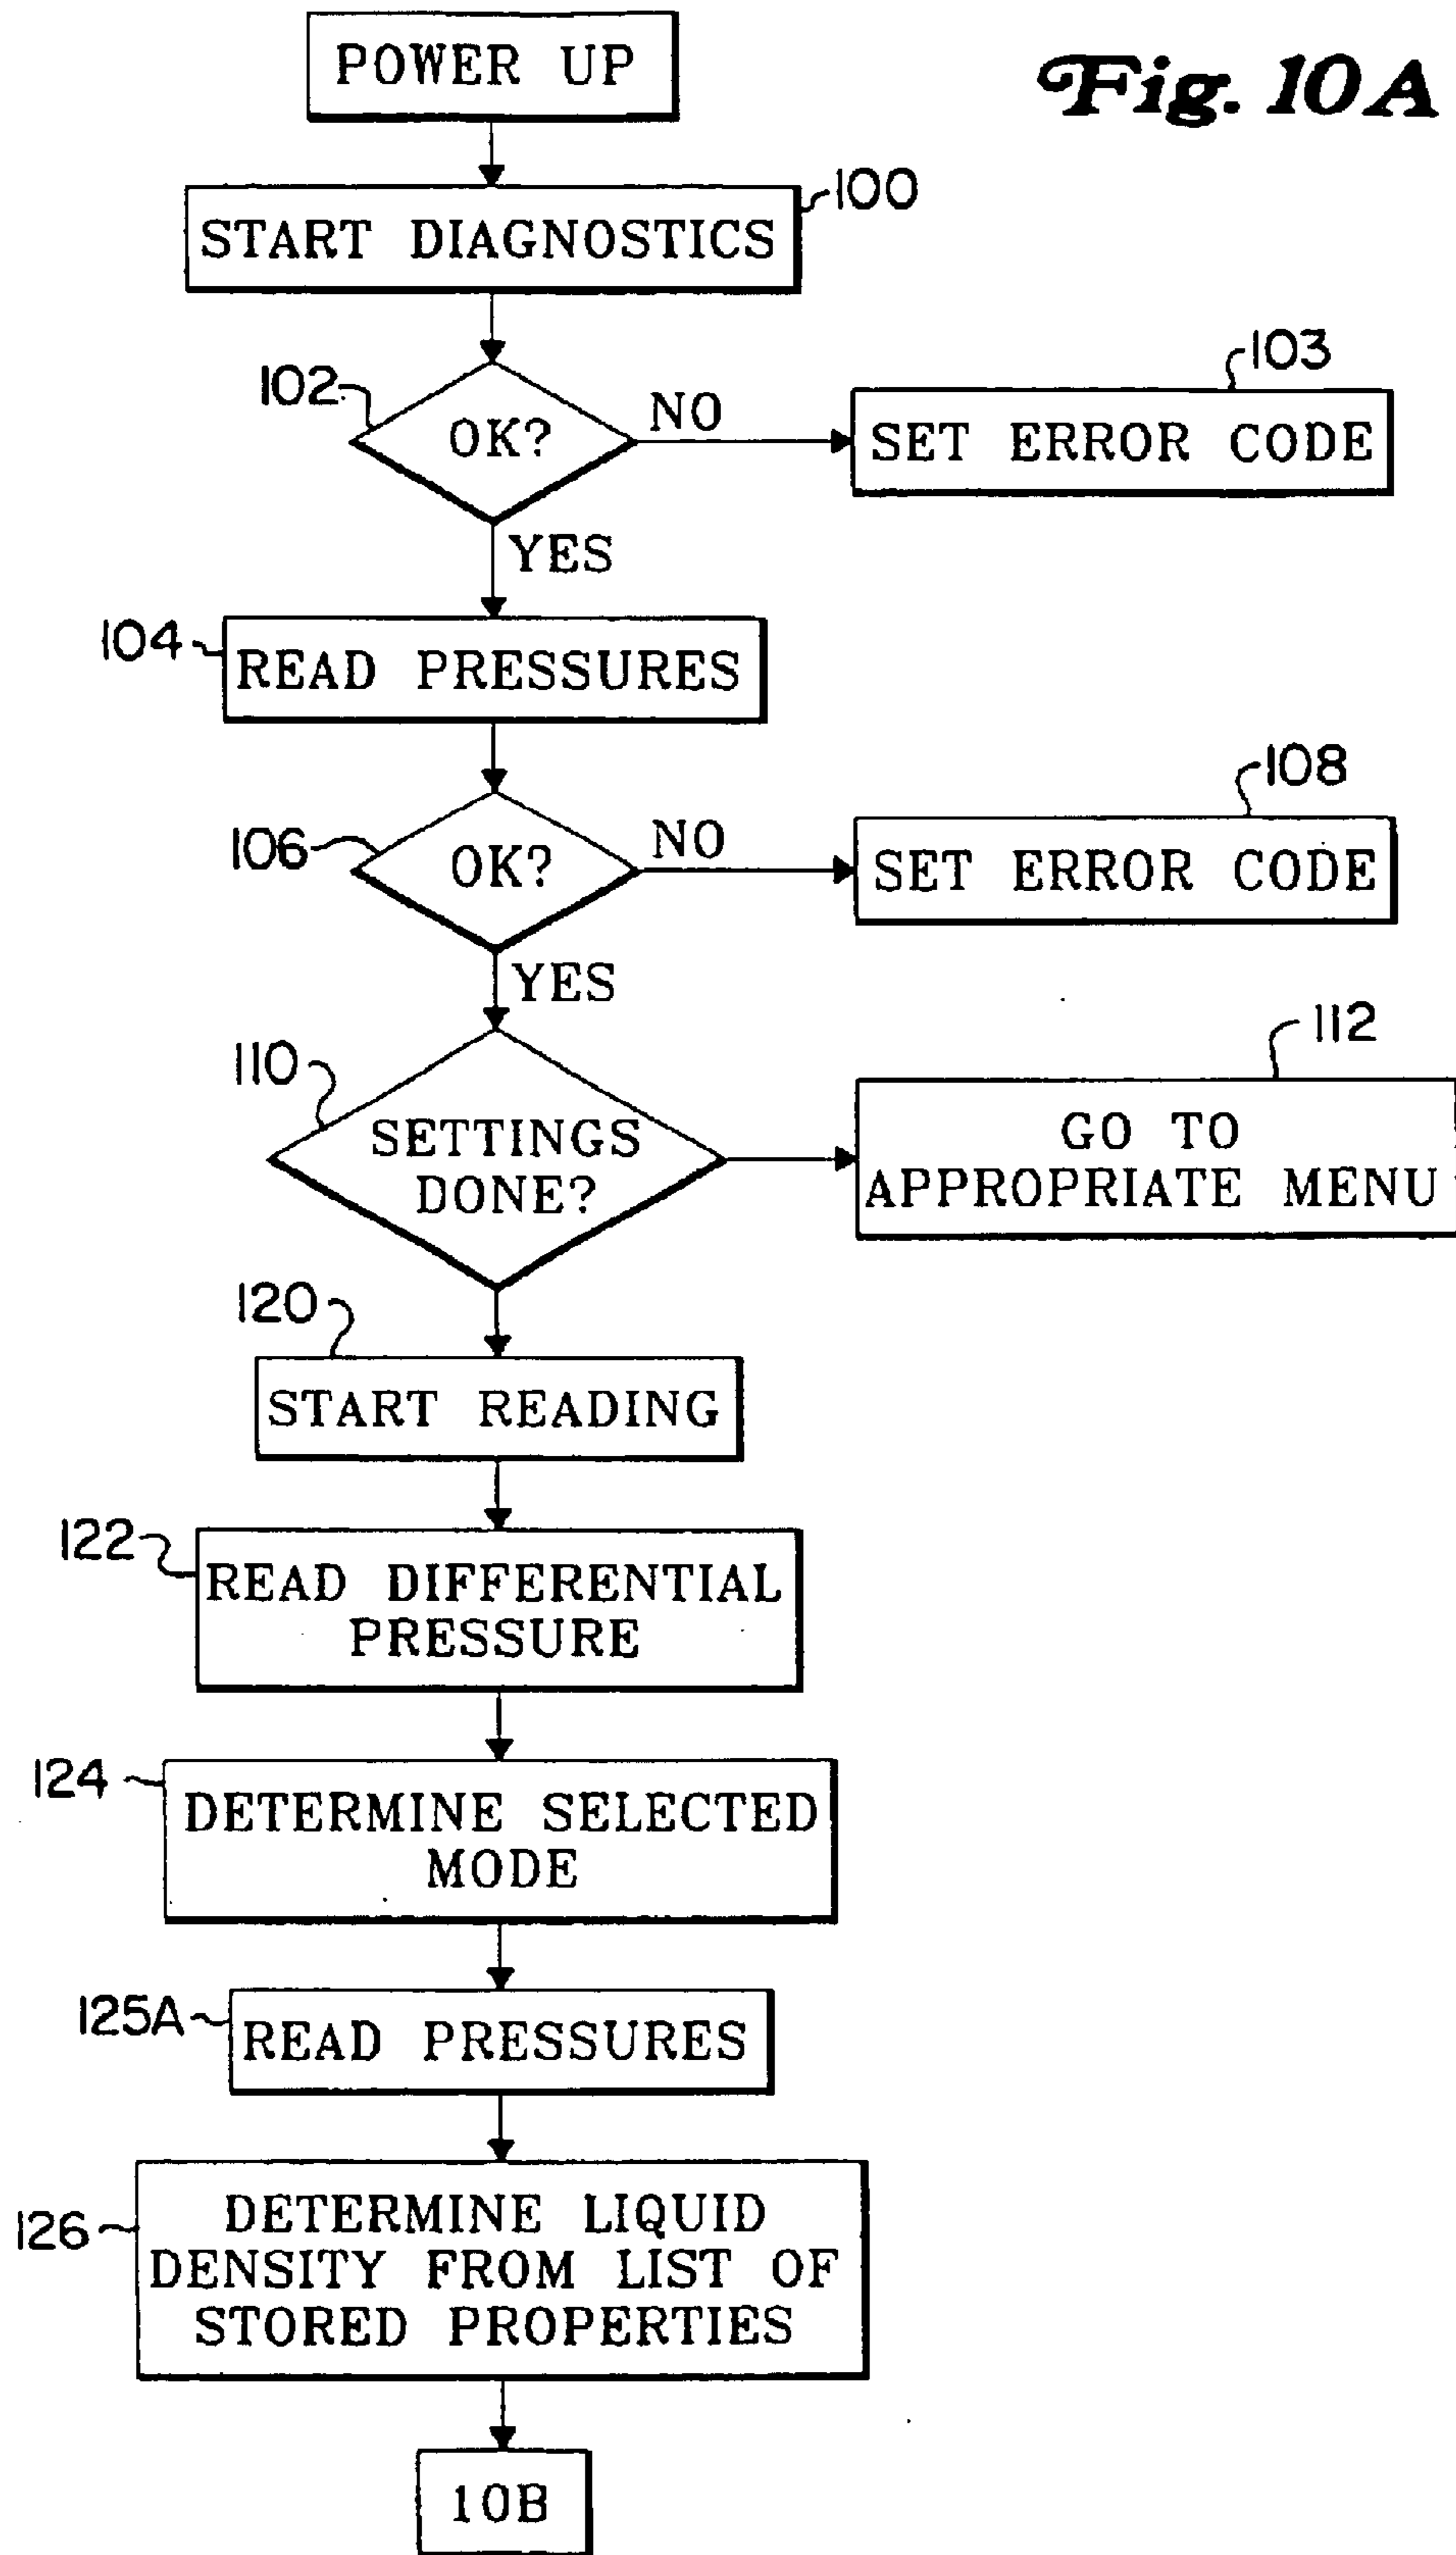 POWER UP
Fig. 10A
100
START DIAGNOSTICS
102
OK?
NO
103
SET ERROR CODE
YES
104
READ PRESSURES
106
OK?
NO
108
SET ERROR CODE
YES
110
SETTINGS
DONE?
112
GO TO
APPROPRIATE MENU
120
START READING
122
READ DIFFERENTIAL
PRESSURE
124
DETERMINE SELECTED
MODE
125A
READ PRESSURES
126
DETERMINE LIQUID
DENSITY FROM LIST OF
STORED PROPERTIES
10B